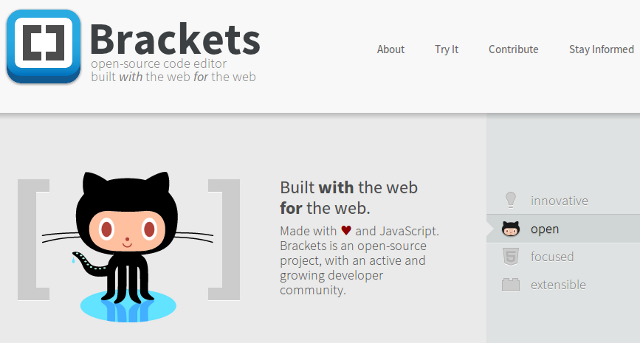 Brackets
open-source code editor
built with the web for the web
About Try It Contribute Stay Informed
[ ]
Built with the web
for the web.
Made with ♥ and JavaScript.
Brackets is an open-source
project, with an active and
growing developer
community.
innovative
open
focused
extensible